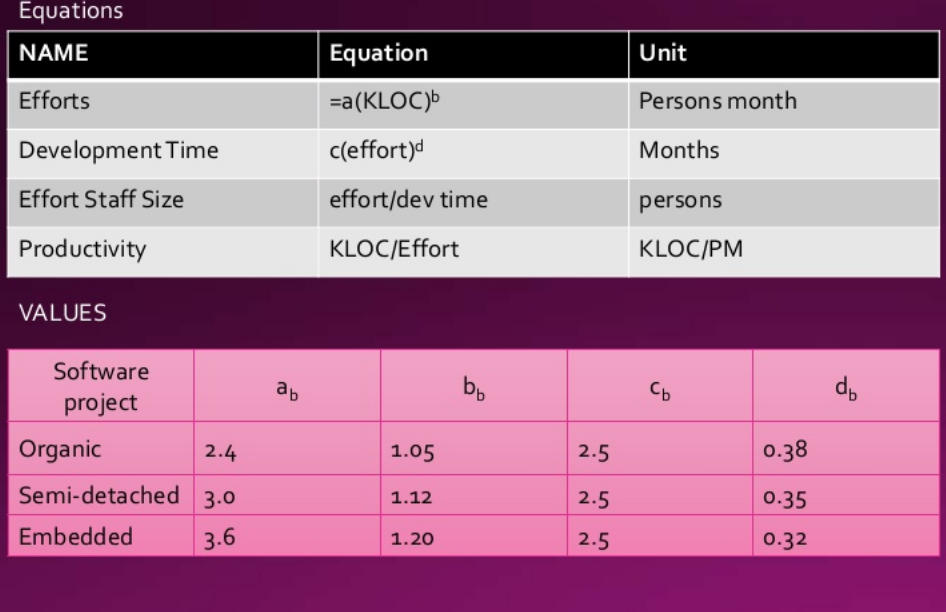 Equations
NAME Equation Unit
Efforts =a(KLOC)ᵇ Persons month
Development Time c(effort)ᵈ Months
Effort Staff Size effort/dev time persons
Productivity KLOC/Effort KLOC/PM
VALUES
Software
project a_b b_b c_b d_b
Organic 2.4 1.05 2.5 0.38
Semi-detached 3.0 1.12 2.5 0.35
Embedded 3.6 1.20 2.5 0.32